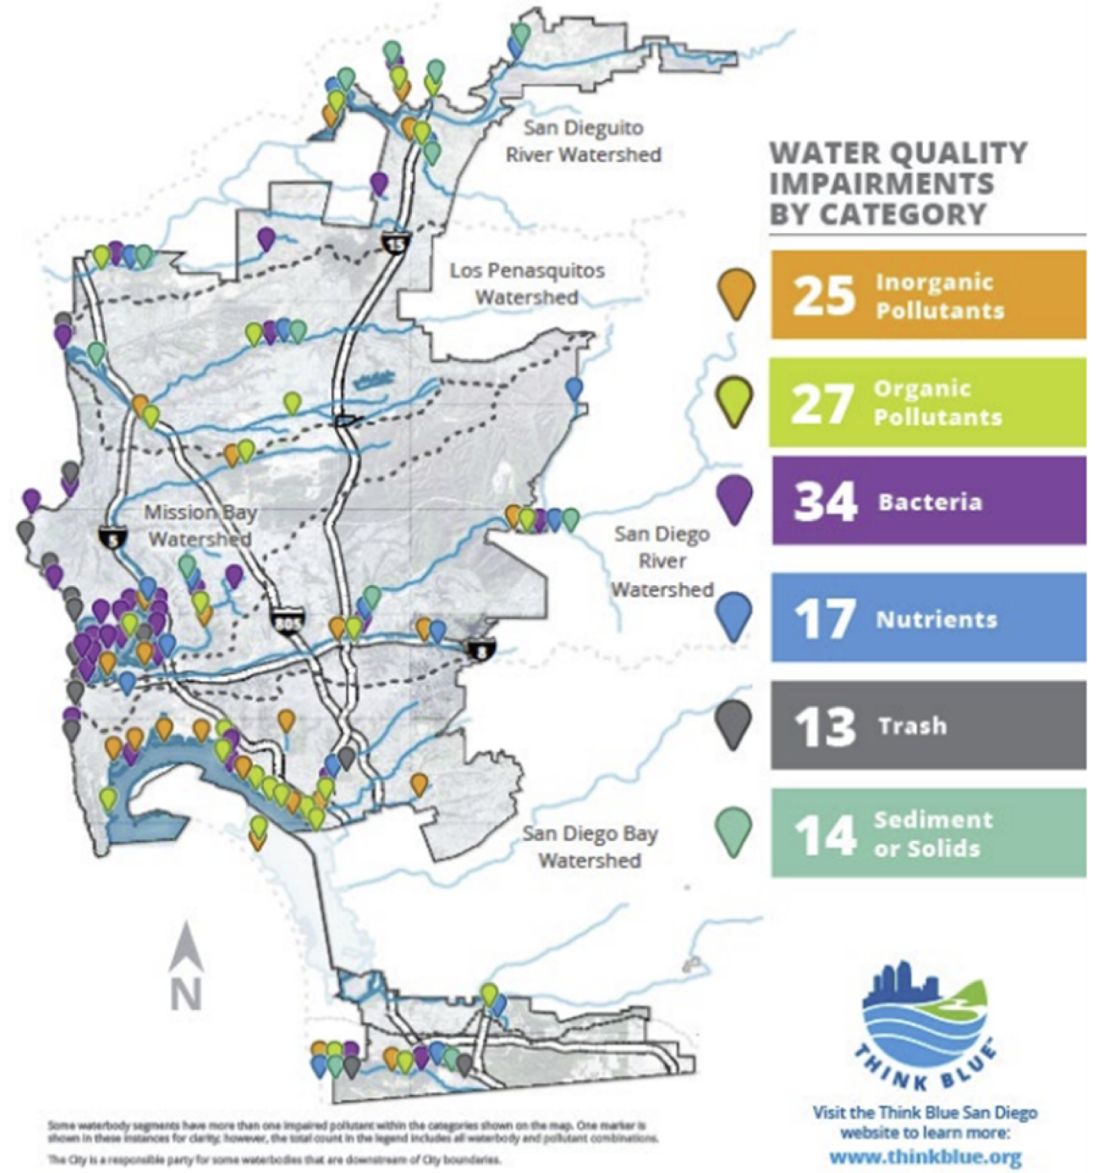 San Dieguito
River Watershed
15
Los Penasquitos
Watershed
Mission Bay
Watershed
5
805
8
San Diego
River
Watershed
San Diego Bay
Watershed
N
WATER QUALITY
IMPAIRMENTS
BY CATEGORY
25 Inorganic
Pollutants
27 Organic
Pollutants
34 Bacteria
17 Nutrients
13 Trash
14 Sediment
or Solids
THINK BLUE™
Visit the Think Blue San Diego
website to learn more:
www.thinkblue.org
Some waterbody segments have more than one impaired pollutant within the categories shown on the map. One marker is
shown in these instances for clarity; however, the total count in the legend includes all waterbody and pollutant combinations.
The City is a responsible party for some waterbodies that are downstream of City boundaries.